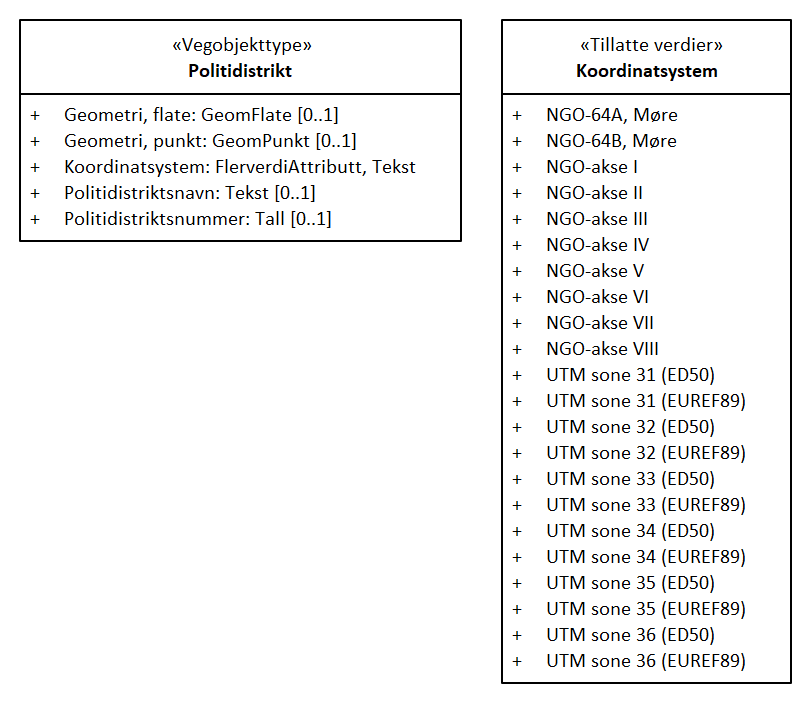 «Vegobjekttype»
Politidistrikt
+ Geometri, flate: GeomFlate [0..1]
+ Geometri, punkt: GeomPunkt [0..1]
+ Koordinatsystem: FlerverdiAttributt, Tekst
+ Politidistriktsnavn: Tekst [0..1]
+ Politidistriktsnummer: Tall [0..1]
«Tillatte verdier»
Koordinatsystem
+ NGO-64A, Møre
+ NGO-64B, Møre
+ NGO-akse I
+ NGO-akse II
+ NGO-akse III
+ NGO-akse IV
+ NGO-akse V
+ NGO-akse VI
+ NGO-akse VII
+ NGO-akse VIII
+ UTM sone 31 (ED50)
+ UTM sone 31 (EUREF89)
+ UTM sone 32 (ED50)
+ UTM sone 32 (EUREF89)
+ UTM sone 33 (ED50)
+ UTM sone 33 (EUREF89)
+ UTM sone 34 (ED50)
+ UTM sone 34 (EUREF89)
+ UTM sone 35 (ED50)
+ UTM sone 35 (EUREF89)
+ UTM sone 36 (ED50)
+ UTM sone 36 (EUREF89)